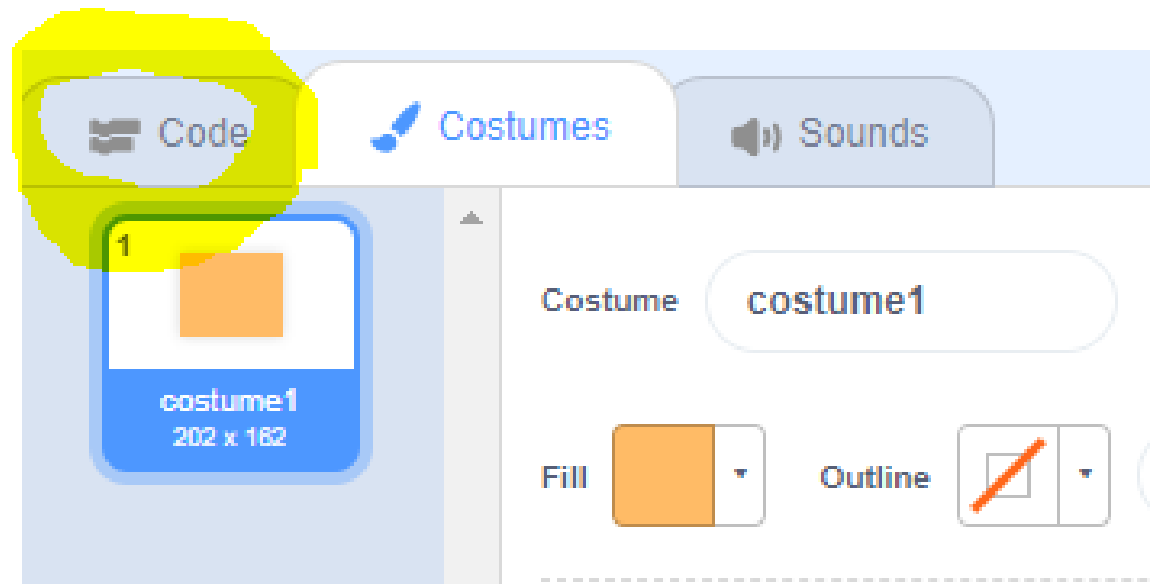 Code
Costumes
Sounds
1
costume1
202 x 162
Costume
costume1
Fill
Outline